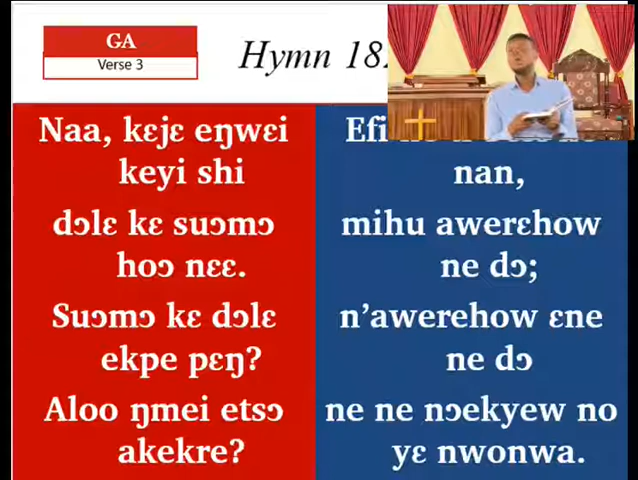 GA
Verse 3
Hymn 18
Naa, kɛjɛ eŋwɛi
keyi shi
dɔlɛ kɛ suɔmɔ
hoɔ nɛɛ.
Suɔmɔ kɛ dɔlɛ
ekpe pɛŋ?
Aloo ŋmei etsɔ
akekre?
Efi
nan,
mihu awerɛhow
ne dɔ;
n’awerehow ɛne
ne dɔ
ne ne nɔekyew no
yɛ nwonwa.